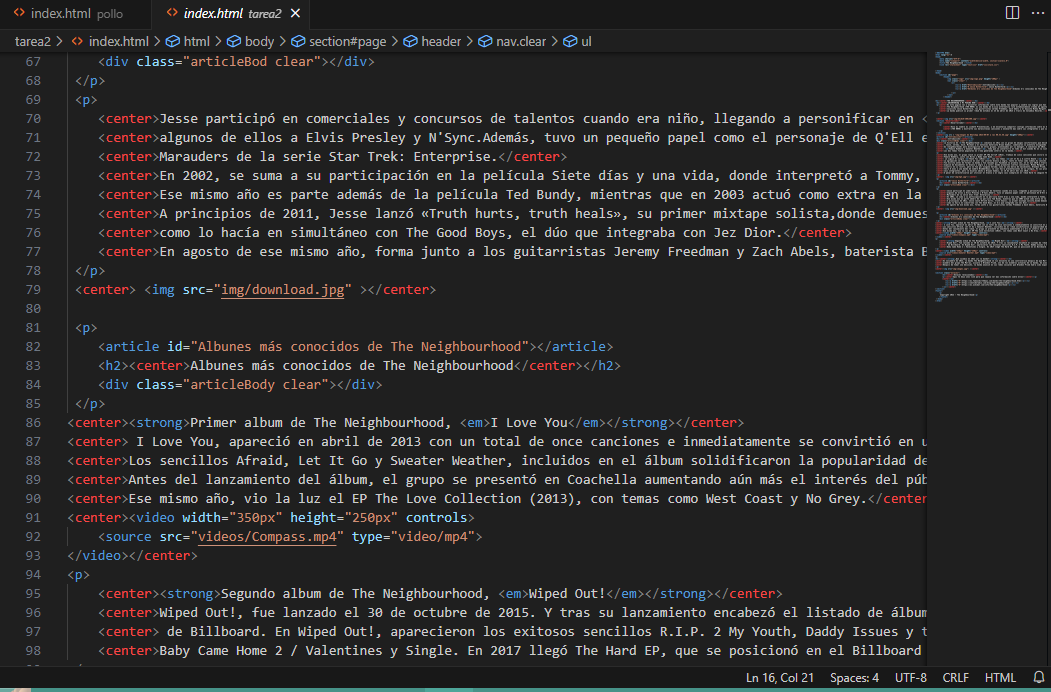 index.html pollo
index.html tarea2
tarea2 > index.html > html > body > section#page > header > nav.clear > ul
67 <div class="articleBod clear"></div>
68 </p>
69 <p>
70 <center>Jesse participó en comerciales y concursos de talentos cuando era niño, llegando a personificar en <
71 <center>algunos de ellos a Elvis Presley y N'Sync.Además, tuvo un pequeño papel como el personaje de Q'Ell e
72 <center>Marauders de la serie Star Trek: Enterprise.</center>
73 <center>En 2002, se suma a su participación en la película Siete días y una vida, donde interpretó a Tommy,
74 <center>Ese mismo año es parte además de la película Ted Bundy, mientras que en 2003 actuó como extra en la
75 <center>A principios de 2011, Jesse lanzó «Truth hurts, truth heals», su primer mixtape solista,donde demues
76 <center>como lo hacia en simultáneo con The Good Boys, el dúo que integraba con Jez Dior.</center>
77 <center>En agosto de ese mismo año, forma junto a los guitarristas Jeremy Freedman y Zach Abels, baterista B
78 </p>
79 <center> <img src="img/download.jpg" ></center>
80
81 <p>
82 <article id="Albunes más conocidos de The Neighbourhood"></article>
83 <h2><center>Albunes más conocidos de The Neighbourhood</center></h2>
84 <div class="articleBody clear"></div>
85 </p>
86 <center><strong>Primer album de The Neighbourhood, <em>I Love You</em></strong></center>
87 <center> I Love You, apareció en abril de 2013 con un total de once canciones e inmediatamente se convirtió en u
88 <center>Los sencillos Afraid, Let It Go y Sweater Weather, incluidos en el álbum solidificaron la popularidad de
89 <center>Antes del lanzamiento del álbum, el grupo se presentó en Coachella aumentando aún más el interés del púb
90 <center>Ese mismo año, vio la luz el EP The Love Collection (2013), con temas como West Coast y No Grey.</center
91 <center><video width="350px" height="250px" controls>
92 <source src="videos/Compass.mp4" type="video/mp4">
93 </video></center>
94 <p>
95 <center><strong>Segundo album de The Neighbourhood, <em>Wiped Out!</em></strong></center>
96 <center>Wiped Out!, fue lanzado el 30 de octubre de 2015. Y tras su lanzamiento encabezó el listado de álbum
97 <center> de Billboard. En Wiped Out!, aparecieron los exitosos sencillos R.I.P. 2 My Youth, Daddy Issues y t
98 <center>Baby Came Home 2 / Valentines y Single. En 2017 llegó The Hard EP, que se posicionó en el Billboard
Ln 16, Col 21 Spaces: 4 UTF-8 CRLF HTML